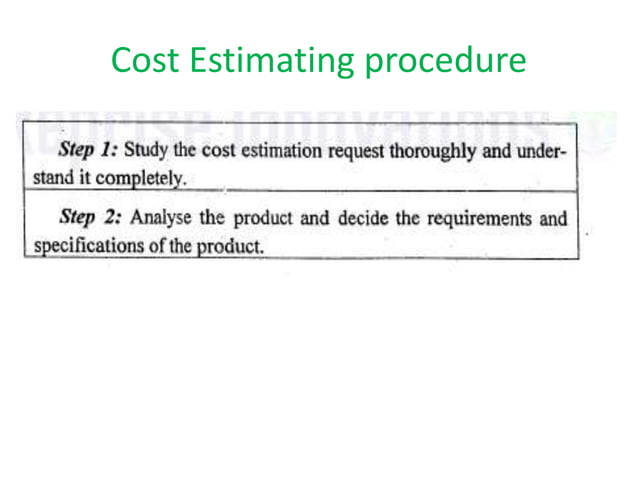 Cost Estimating procedure
Step 1: Study the cost estimation request thoroughly and under-
stand it completely.
Step 2: Analyse the product and decide the requirements and
specifications of the product.